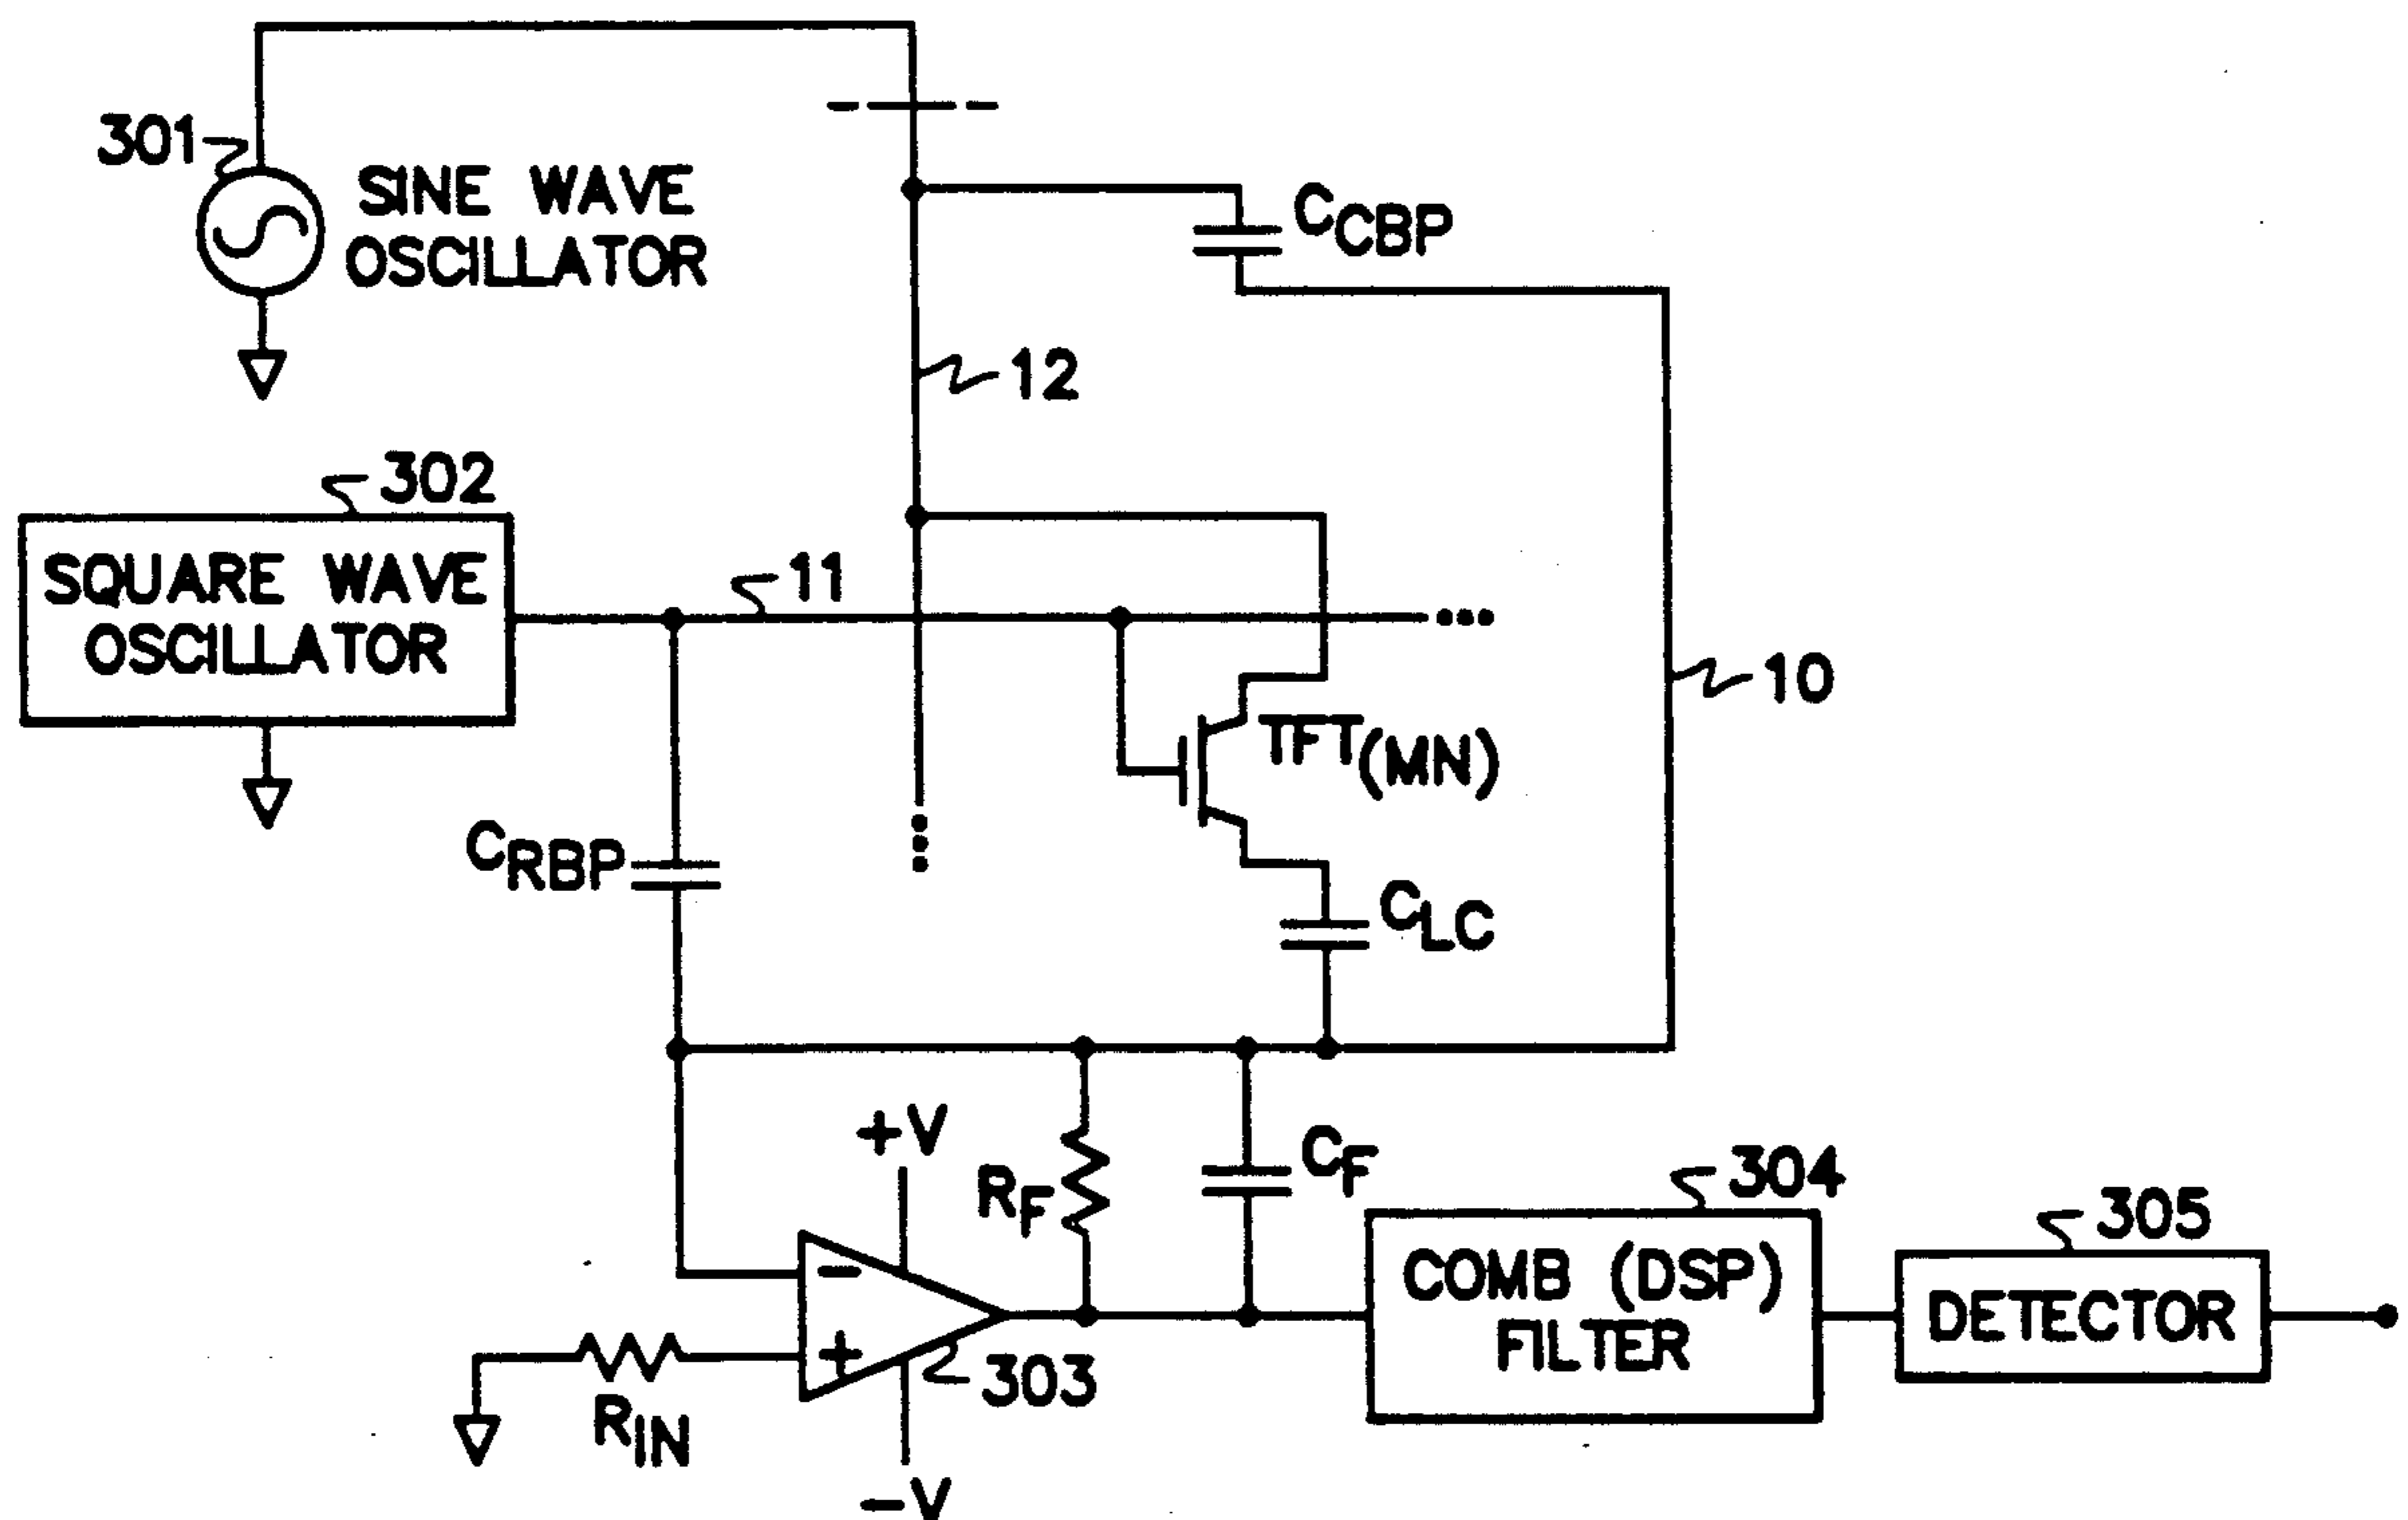 301
SINE WAVE
OSCILLATOR
CCBP
12
302
SQUARE WAVE
OSCILLATOR
11
10
TFT(MN)
CRBP
CLC
+V
RF
CF
304
305
COMB (DSP)
FILTER
DETECTOR
−
+
303
RIN
−V